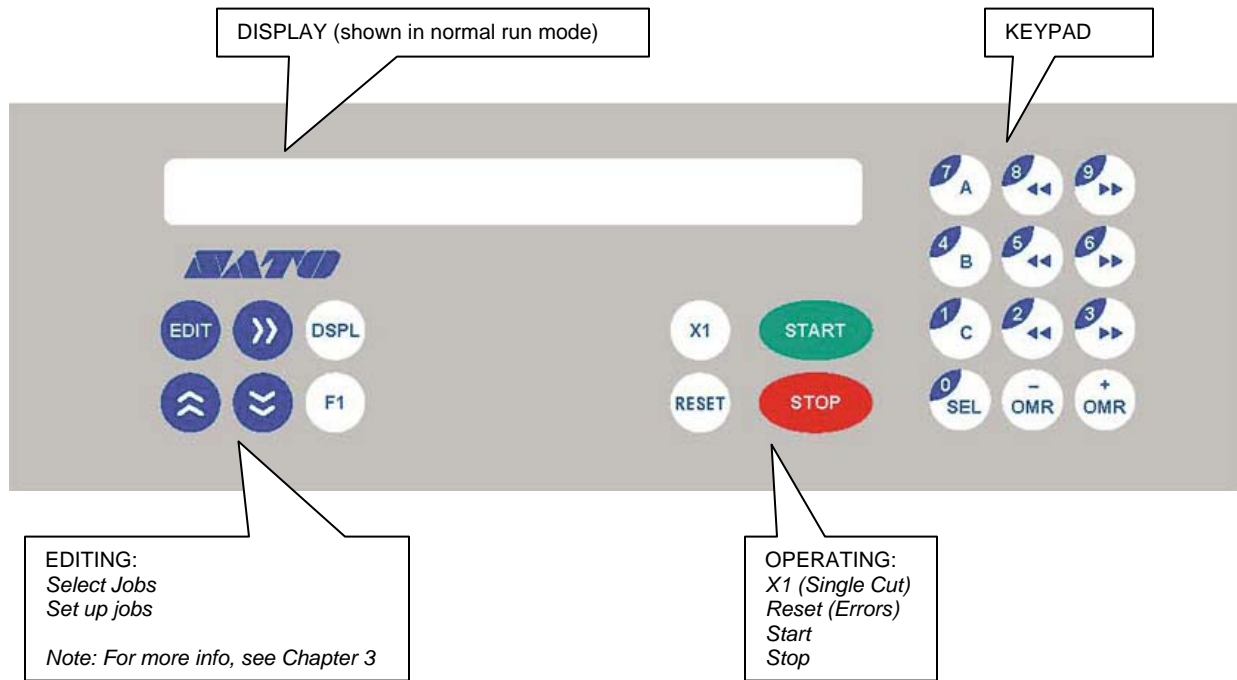 DISPLAY (shown in normal run mode)
KEYPAD
7 A
8
9
SATO
4 B
5
6
EDIT
DSPL
X1
START
1 C
2
3
F1
RESET
STOP
0 SEL
- OMR
+ OMR
EDITING:
Select Jobs
Set up jobs
Note: For more info, see Chapter 3
OPERATING:
X1 (Single Cut)
Reset (Errors)
Start
Stop